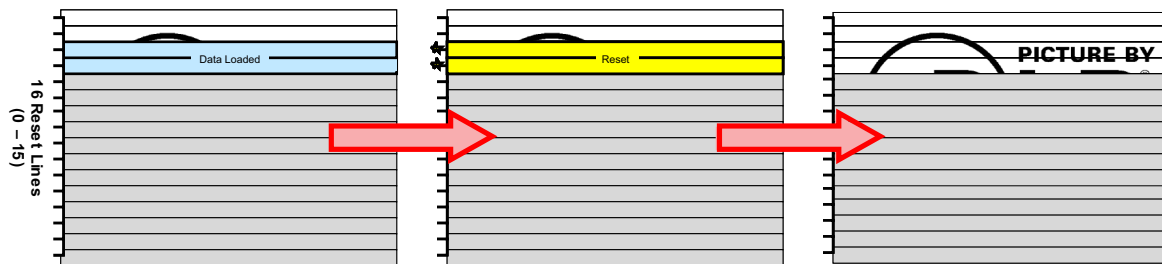 16 Reset Lines
(0 – 15)
Data Loaded
Reset
PICTURE BY
®